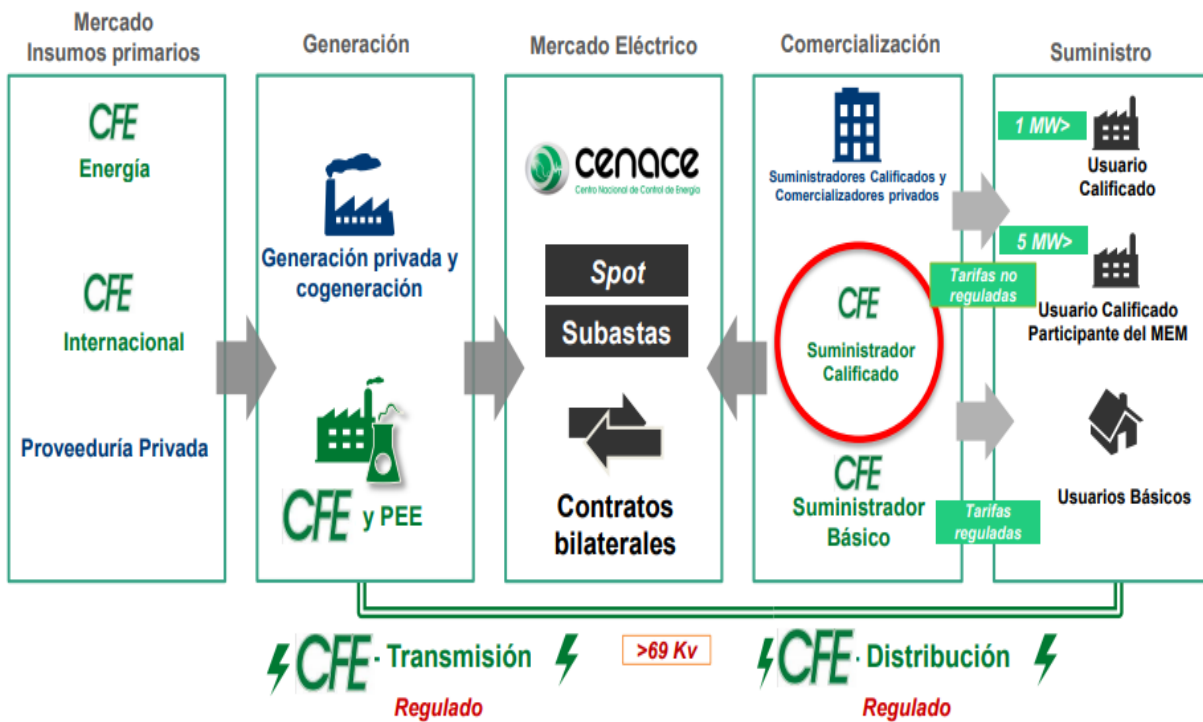 Mercado
Insumos primarios
CFE
Energía
CFE
Internacional
Proveeduría Privada
Generación
Generación privada y
cogeneración
CFE y PEE
Mercado Eléctrico
cenace
Centro Nacional de Control de Energía
Spot
Subastas
Contratos
bilaterales
Comercialización
Suministradores Calificados y
Comercializadores privados
CFE
Suministrador
Calificado
CFE
Suministrador
Básico
Tarifas no
reguladas
Tarifas
reguladas
Suministro
1 MW>
Usuario
Calificado
5 MW>
Usuario Calificado
Participante del MEM
Usuarios Básicos
CFE - Transmisión
Regulado
>69 Kv
CFE - Distribución
Regulado